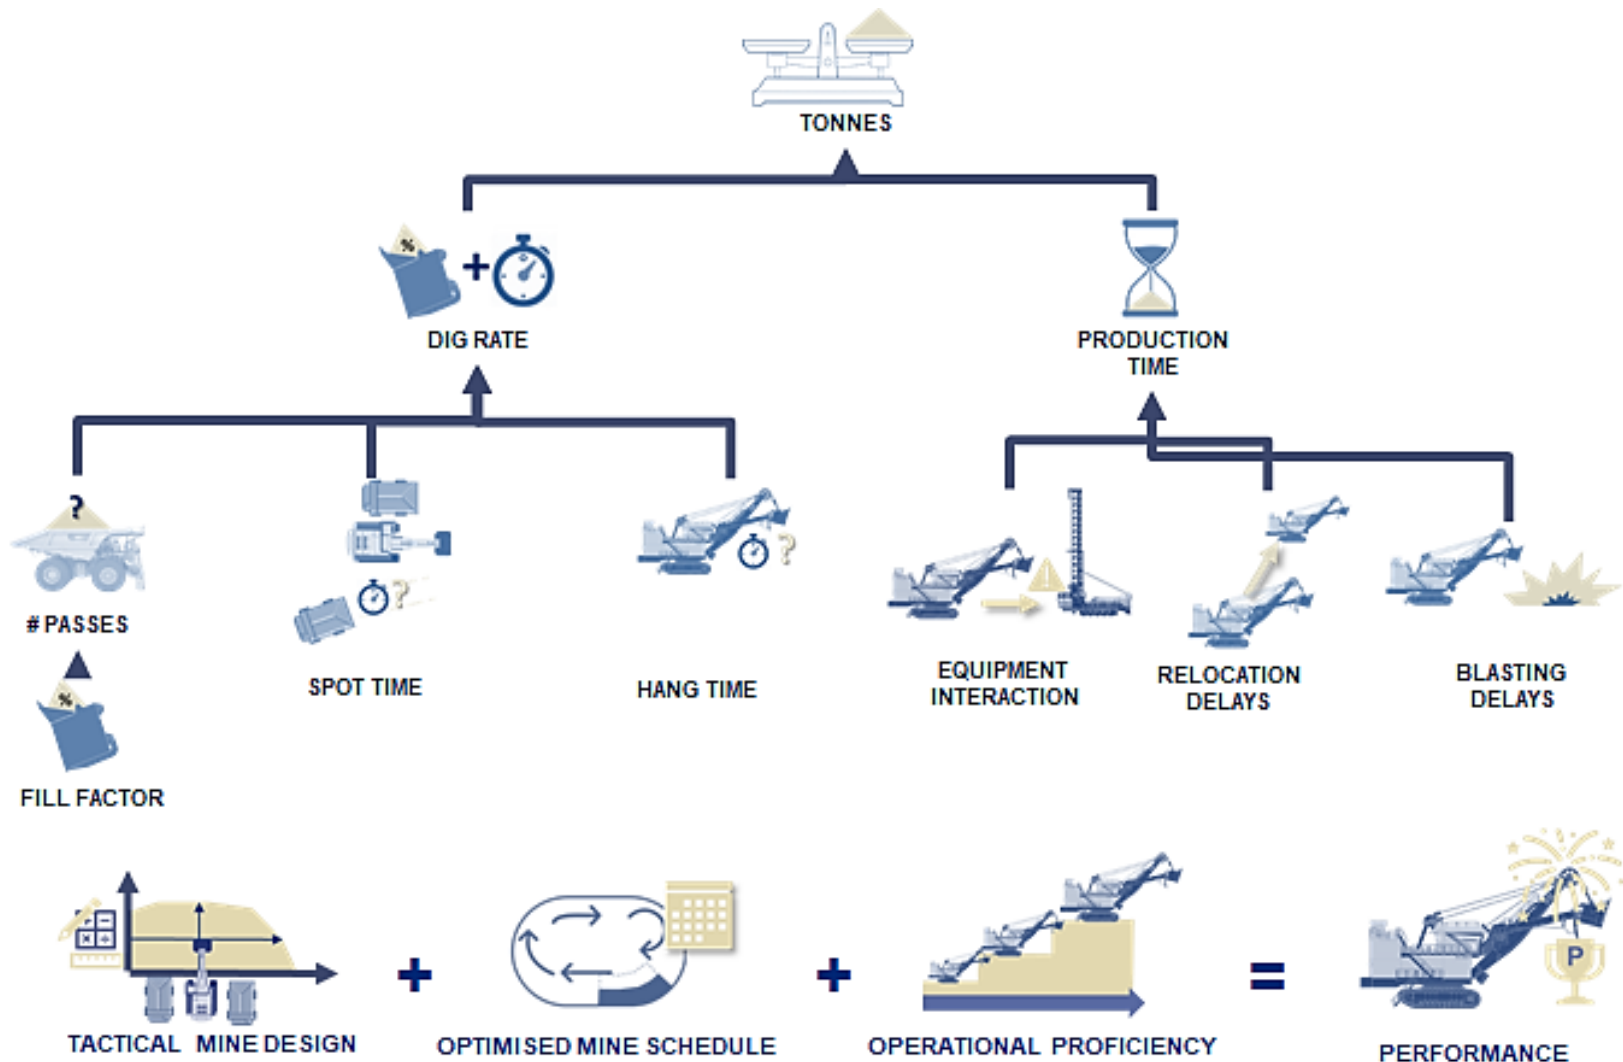 TONNES
%
+
DIG RATE
PRODUCTION
TIME
?
# PASSES
?
SPOT TIME
?
HANG TIME
!
EQUIPMENT
INTERACTION
RELOCATION
DELAYS
BLASTING
DELAYS
%
FILL FACTOR
+ − × ÷
TACTICAL MINE DESIGN
+
OPTIMISED MINE SCHEDULE
+
OPERATIONAL PROFICIENCY
=
P
PERFORMANCE